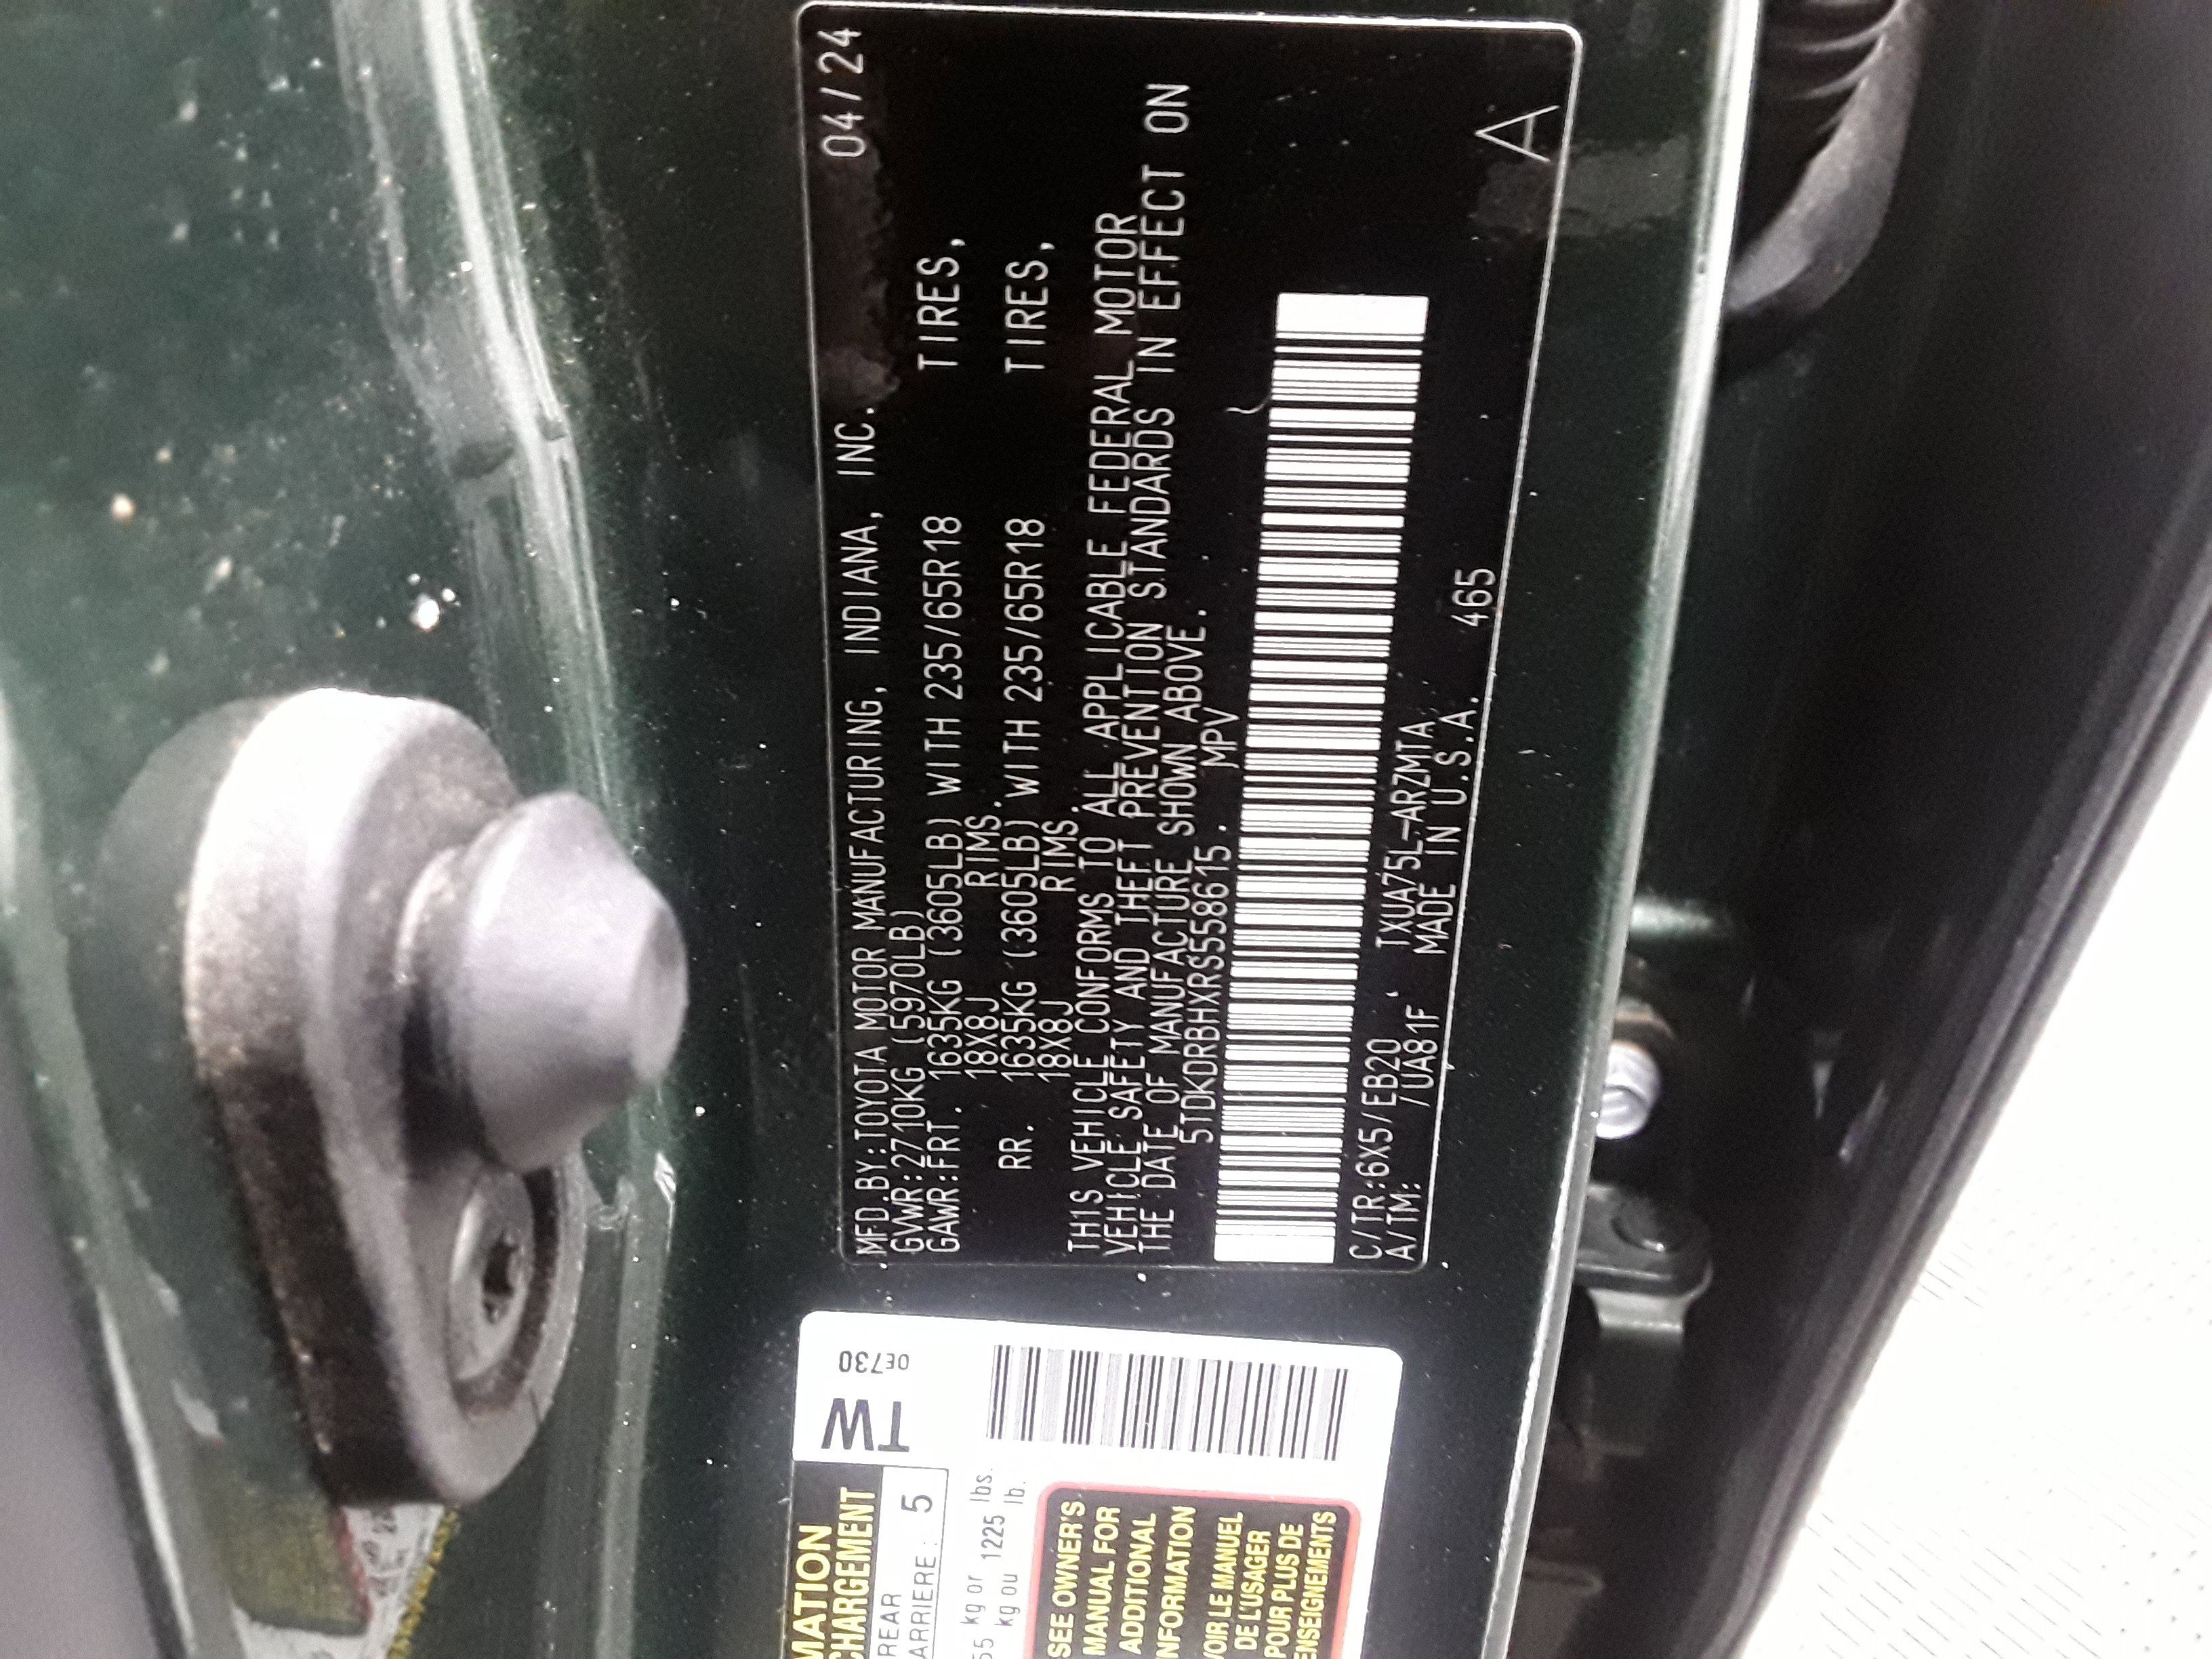 04/24
MFD.BY:TOYOTA MOTOR MANUFACTURING, INDIANA, INC.
GVWR:2710KG (5970LB)
GAWR:FRT. 1635KG (3605LB) WITH 235/65R18 TIRES,
18X8J RIMS.
RR. 1635KG (3605LB) WITH 235/65R18 TIRES,
18X8J RIMS.
THIS VEHICLE CONFORMS TO ALL APPLICABLE FEDERAL MOTOR
VEHICLE SAFETY AND THEFT PREVENTION STANDARDS IN EFFECT ON
THE DATE OF MANUFACTURE SHOWN ABOVE.
5TDKDRBHXRS558615. MPV
C/TR:6X5/EB20 TXUA75L-ARZMTA
A/TM: /UA81F MADE IN U.S.A. 465
A
TW 0E730
MATION
CHARGEMENT
REAR
ARRIERE: 5
55 kg or 1225 lbs.
kg ou lb.
SEE OWNER'S
MANUAL FOR
ADDITIONAL
INFORMATION
VOIR LE MANUEL
DE L'USAGER
POUR PLUS DE
ENSEIGNEMENTS